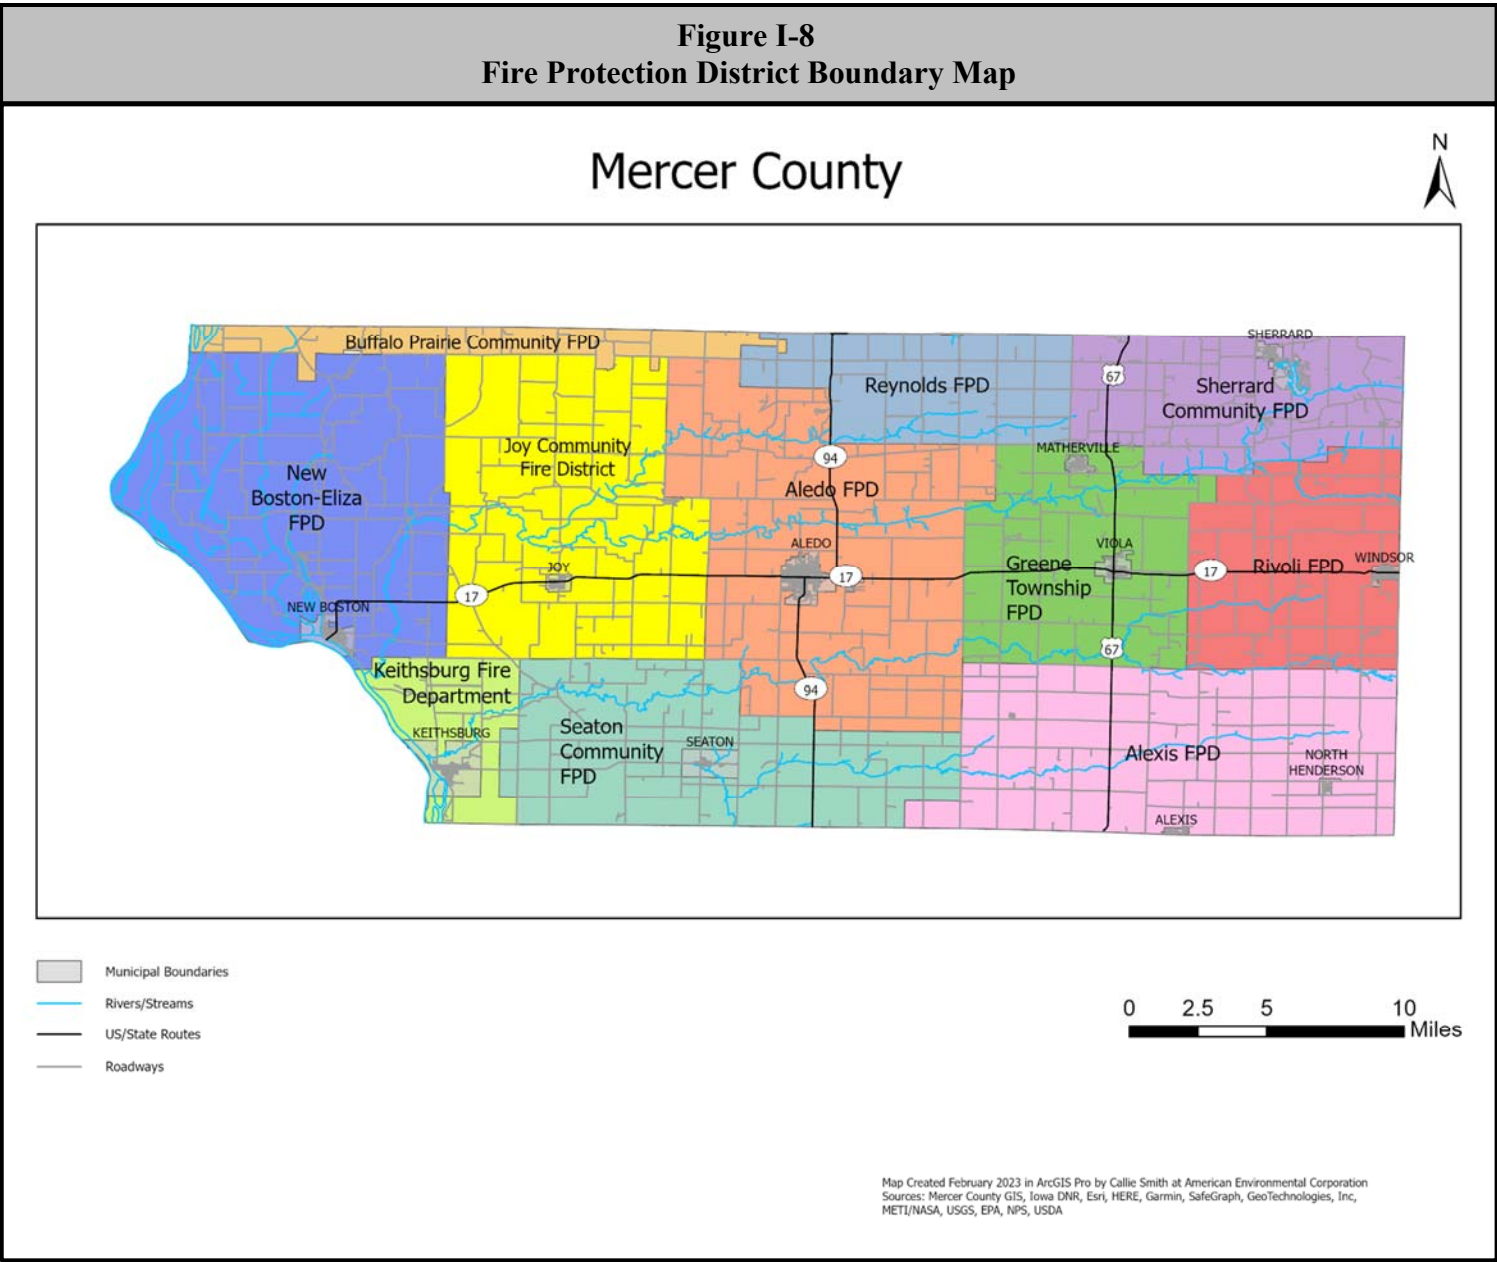 Figure I-8
Fire Protection District Boundary Map
Mercer County
N
Buffalo Prairie Community FPD
SHERRARD
67
Reynolds FPD
Sherrard
Community FPD
Joy Community
Fire District
MATHERVILLE
94
New
Boston-Eliza
FPD
Aledo FPD
ALEDO
VIOLA
WINDSOR
JOY
17
17
Greene
Township
FPD
17
Rivoli FPD
NEW BOSTON
67
Keithsburg Fire
Department
94
KEITHSBURG
Seaton
Community
FPD
SEATON
Alexis FPD
NORTH
HENDERSON
ALEXIS
Municipal Boundaries
Rivers/Streams
US/State Routes
Roadways
0 2.5 5 10
Miles
Map Created February 2023 in ArcGIS Pro by Callie Smith at American Environmental Corporation
Sources: Mercer County GIS, Iowa DNR, Esri, HERE, Garmin, SafeGraph, GeoTechnologies, Inc,
METI/NASA, USGS, EPA, NPS, USDA